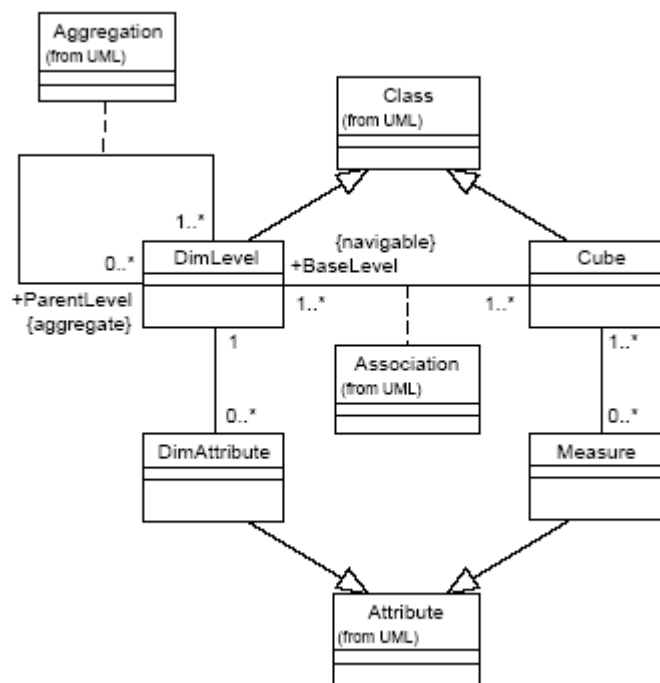 Aggregation
(from UML)
Class
(from UML)
1..*
0..*
DimLevel
{navigable}
+BaseLevel
Cube
+ParentLevel
{aggregate}
1..*
1..*
1
1..*
Association
(from UML)
0..*
0..*
DimAttribute
Measure
Attribute
(from UML)